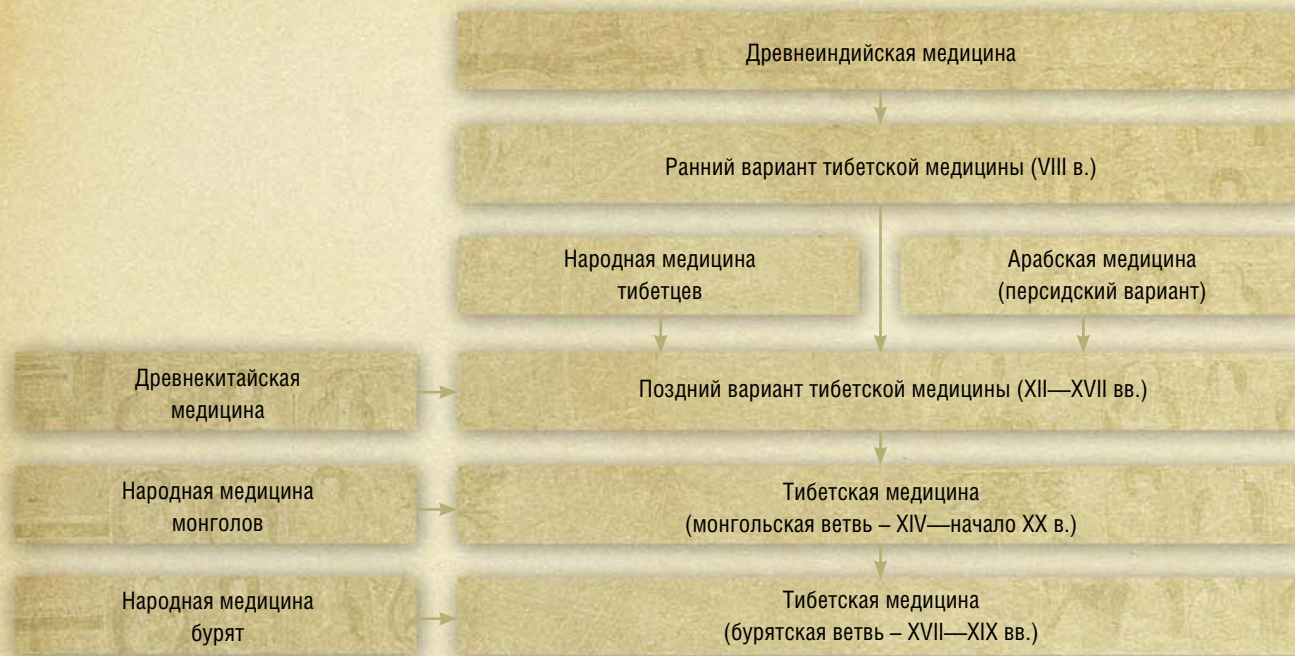 Древнеиндийская медицина
Ранний вариант тибетской медицины (VIII в.)
Народная медицина
тибетцев
Арабская медицина
(персидский вариант)
Древнекитайская
медицина
Поздний вариант тибетской медицины (XII—XVII вв.)
Народная медицина
монголов
Тибетская медицина
(монгольская ветвь – XIV—начало XX в.)
Народная медицина
бурят
Тибетская медицина
(бурятская ветвь – XVII—XIX вв.)